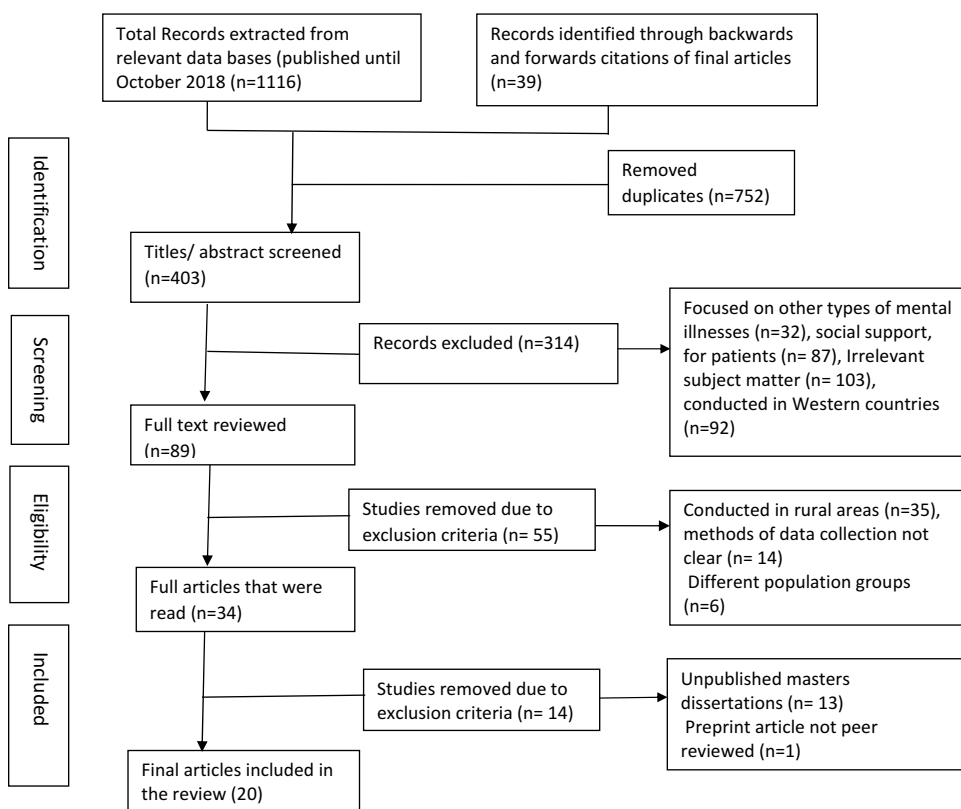 Total Records extracted from
relevant data bases (published until
October 2018 (n=1116)
Records identified through backwards
and forwards citations of final articles
(n=39)
Identification
Removed
duplicates (n=752)
Titles/ abstract screened
(n=403)
Screening
Records excluded (n=314)
Focused on other types of mental
illnesses (n=32), social support,
for patients (n= 87), Irrelevant
subject matter (n= 103),
conducted in Western countries
(n=92)
Full text reviewed
(n=89)
Eligibility
Studies removed due to
exclusion criteria (n= 55)
Conducted in rural areas (n=35),
methods of data collection not
clear (n= 14)
Different population groups
(n=6)
Full articles that were
read (n=34)
Included
Studies removed due to
exclusion criteria (n= 14)
Unpublished masters
dissertations (n= 13)
Preprint article not peer
reviewed (n=1)
Final articles included in
the review (20)